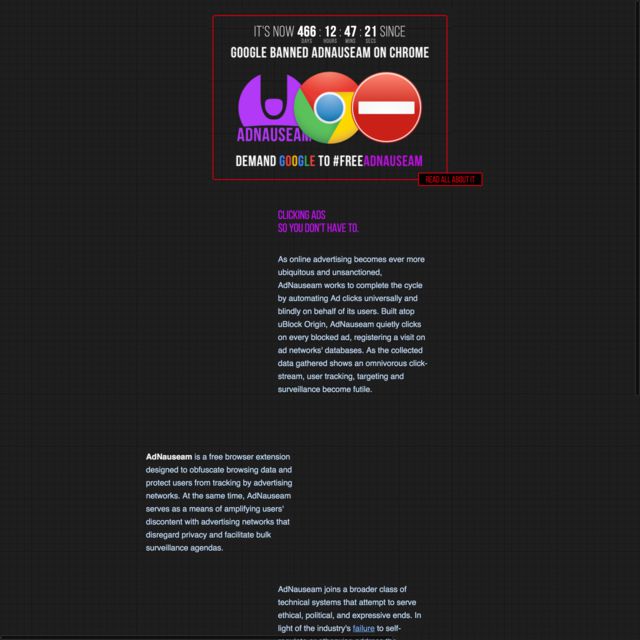 IT'S NOW 466 : 12 : 47 : 21 SINCE
DAYS HOURS MINS SECS
GOOGLE BANNED ADNAUSEAM ON CHROME
ADNAUSEAM
DEMAND GOOGLE TO #FREEADNAUSEAM
READ ALL ABOUT IT
CLICKING ADS
SO YOU DON'T HAVE TO.
As online advertising becomes ever more
ubiquitous and unsanctioned,
AdNauseam works to complete the cycle
by automating Ad clicks universally and
blindly on behalf of its users. Built atop
uBlock Origin, AdNauseam quietly clicks
on every blocked ad, registering a visit on
ad networks' databases. As the collected
data gathered shows an omnivorous click-
stream, user tracking, targeting and
surveillance become futile.
AdNauseam is a free browser extension
designed to obfuscate browsing data and
protect users from tracking by advertising
networks. At the same time, AdNauseam
serves as a means of amplifying users'
discontent with advertising networks that
disregard privacy and facilitate bulk
surveillance agendas.
AdNauseam joins a broader class of
technical systems that attempt to serve
ethical, political, and expressive ends. In
light of the industry's failure to self-